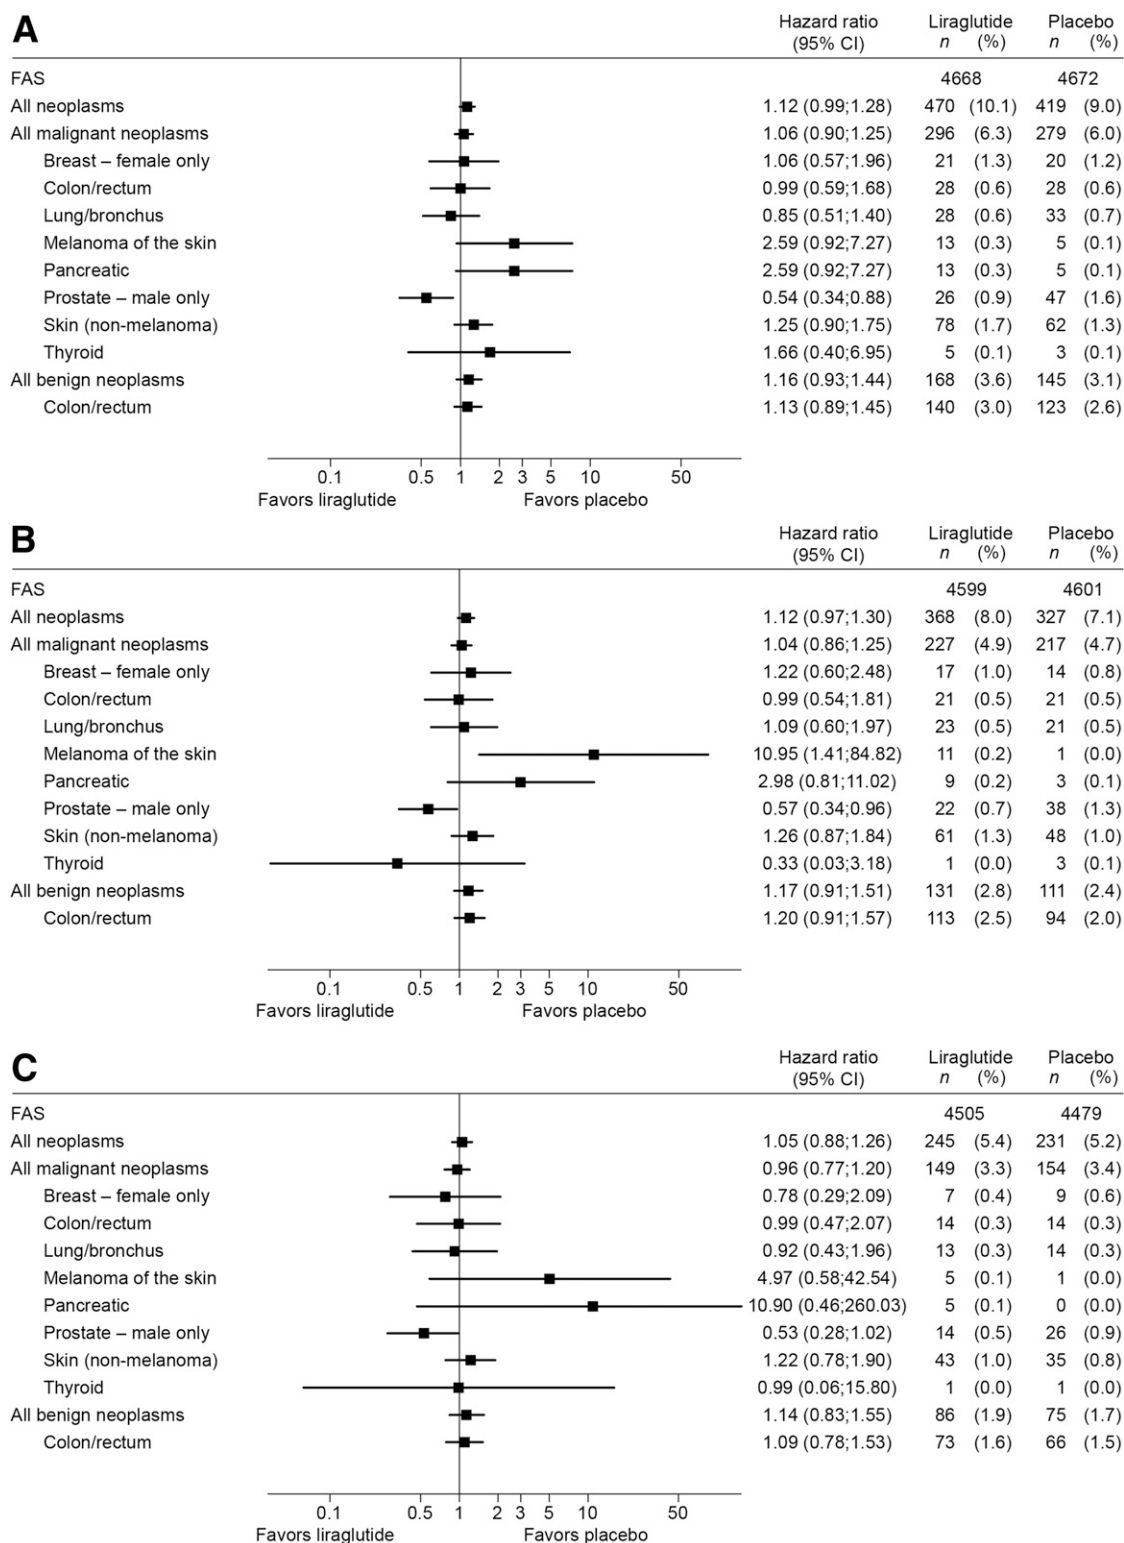 A
Hazard ratio Liraglutide Placebo
(95% CI) n (%) n (%)
FAS 4668 4672
All neoplasms 1.12 (0.99;1.28) 470 (10.1) 419 (9.0)
All malignant neoplasms 1.06 (0.90;1.25) 296 (6.3) 279 (6.0)
Breast – female only 1.06 (0.57;1.96) 21 (1.3) 20 (1.2)
Colon/rectum 0.99 (0.59;1.68) 28 (0.6) 28 (0.6)
Lung/bronchus 0.85 (0.51;1.40) 28 (0.6) 33 (0.7)
Melanoma of the skin 2.59 (0.92;7.27) 13 (0.3) 5 (0.1)
Pancreatic 2.59 (0.92;7.27) 13 (0.3) 5 (0.1)
Prostate – male only 0.54 (0.34;0.88) 26 (0.9) 47 (1.6)
Skin (non-melanoma) 1.25 (0.90;1.75) 78 (1.7) 62 (1.3)
Thyroid 1.66 (0.40;6.95) 5 (0.1) 3 (0.1)
All benign neoplasms 1.16 (0.93;1.44) 168 (3.6) 145 (3.1)
Colon/rectum 1.13 (0.89;1.45) 140 (3.0) 123 (2.6)
0.1 0.5 1 2 3 5 10 50
Favors liraglutide Favors placebo
B
Hazard ratio Liraglutide Placebo
(95% CI) n (%) n (%)
FAS 4599 4601
All neoplasms 1.12 (0.97;1.30) 368 (8.0) 327 (7.1)
All malignant neoplasms 1.04 (0.86;1.25) 227 (4.9) 217 (4.7)
Breast – female only 1.22 (0.60;2.48) 17 (1.0) 14 (0.8)
Colon/rectum 0.99 (0.54;1.81) 21 (0.5) 21 (0.5)
Lung/bronchus 1.09 (0.60;1.97) 23 (0.5) 21 (0.5)
Melanoma of the skin 10.95 (1.41;84.82) 11 (0.2) 1 (0.0)
Pancreatic 2.98 (0.81;11.02) 9 (0.2) 3 (0.1)
Prostate – male only 0.57 (0.34;0.96) 22 (0.7) 38 (1.3)
Skin (non-melanoma) 1.26 (0.87;1.84) 61 (1.3) 48 (1.0)
Thyroid 0.33 (0.03;3.18) 1 (0.0) 3 (0.1)
All benign neoplasms 1.17 (0.91;1.51) 131 (2.8) 111 (2.4)
Colon/rectum 1.20 (0.91;1.57) 113 (2.5) 94 (2.0)
0.1 0.5 1 2 3 5 10 50
Favors liraglutide Favors placebo
C
Hazard ratio Liraglutide Placebo
(95% CI) n (%) n (%)
FAS 4505 4479
All neoplasms 1.05 (0.88;1.26) 245 (5.4) 231 (5.2)
All malignant neoplasms 0.96 (0.77;1.20) 149 (3.3) 154 (3.4)
Breast – female only 0.78 (0.29;2.09) 7 (0.4) 9 (0.6)
Colon/rectum 0.99 (0.47;2.07) 14 (0.3) 14 (0.3)
Lung/bronchus 0.92 (0.43;1.96) 13 (0.3) 14 (0.3)
Melanoma of the skin 4.97 (0.58;42.54) 5 (0.1) 1 (0.0)
Pancreatic 10.90 (0.46;260.03) 5 (0.1) 0 (0.0)
Prostate – male only 0.53 (0.28;1.02) 14 (0.5) 26 (0.9)
Skin (non-melanoma) 1.22 (0.78;1.90) 43 (1.0) 35 (0.8)
Thyroid 0.99 (0.06;15.80) 1 (0.0) 1 (0.0)
All benign neoplasms 1.14 (0.83;1.55) 86 (1.9) 75 (1.7)
Colon/rectum 1.09 (0.78;1.53) 73 (1.6) 66 (1.5)
0.1 0.5 1 2 3 5 10 50
Favors liraglutide Favors placebo